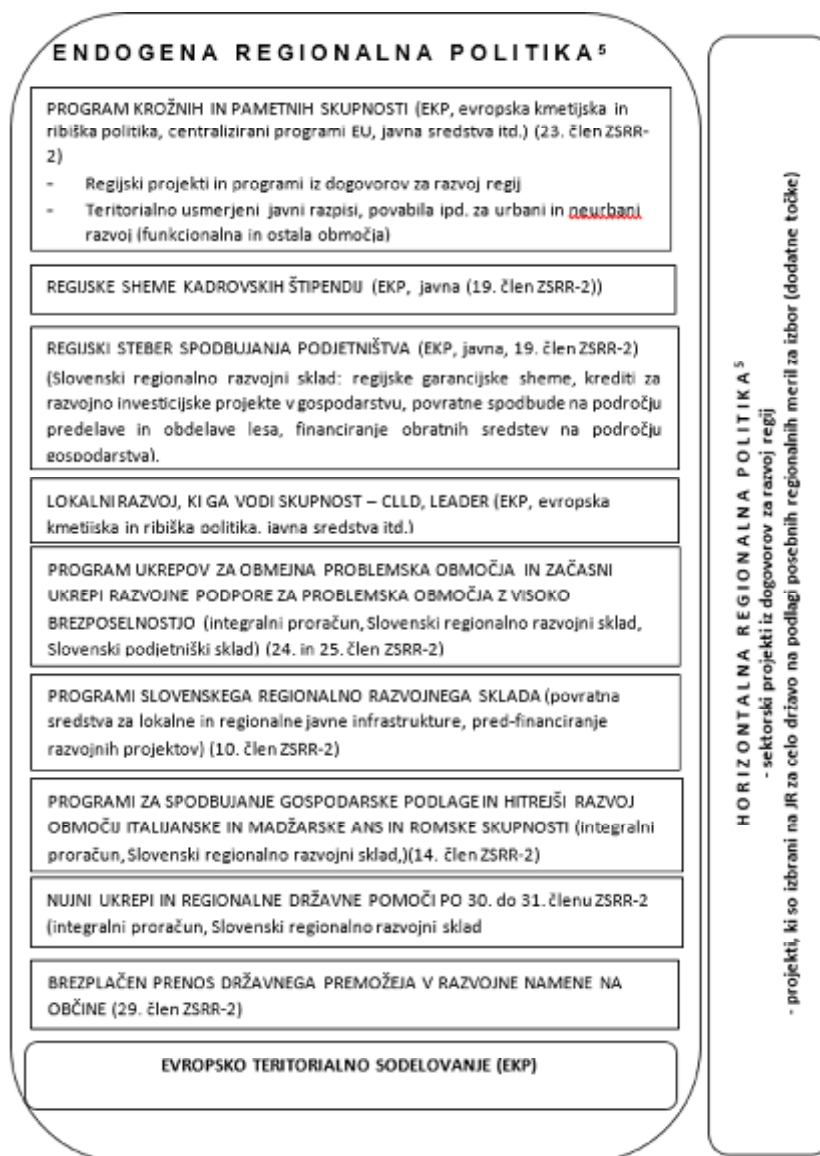 ENDOGENA REGIONALNA POLITIKA⁵
PROGRAM KROŽNIH IN PAMETNIH SKUPNOSTI (EKP, evropska kmetijska in
ribiška politika, centralizirani programi EU, javna sredstva itd.) (23. člen ZSRR-
2)
- Regijski projekti in programi iz dogovorov za razvoj regij
- Teritorialno usmerjeni javni razpisi, povabila ipd. za urbani in neurbani
razvoj (funkcionalna in ostala območja)
REGIJSKE SHEME KADROVSKIH ŠTIPENDIJ (EKP, javna (19. člen ZSRR-2))
REGIJSKI STEBER SPODBUJANJA PODJETNIŠTVA (EKP, javna, 19. člen ZSRR-2)
(Slovenski regionalno razvojni sklad: regijske garancijske sheme, krediti za
razvojno investicijske projekte v gospodarstvu, povratne spodbude na področju
predelave in obdelave lesa, financiranje obratnih sredstev na področju
gospodarstva).
LOKALNI RAZVOJ, KI GA VODI SKUPNOST – CLLD, LEADER (EKP, evropska
kmetijska in ribiška politika, javna sredstva itd.)
PROGRAM UKREPOV ZA OBMEJNA PROBLEMSKA OBMOČJA IN ZAČASNI
UKREPI RAZVOJNE PODPORE ZA PROBLEMSKA OBMOČJA Z VISOKO
BREZPOSELNOSTJO (integralni proračun, Slovenski regionalno razvojni sklad,
Slovenski podjetniški sklad) (24. in 25. člen ZSRR-2)
PROGRAMI SLOVENSKEGA REGIONALNO RAZVOJNEGA SKLADA (povratna
sredstva za lokalne in regionalne javne infrastrukture, pred-financiranje
razvojnih projektov) (10. člen ZSRR-2)
PROGRAMI ZA SPODBUJANJE GOSPODARSKE PODLAGE IN HITREJŠI RAZVOJ
OBMOČIJ ITALIJANSKE IN MADŽARSKE ANS IN ROMSKE SKUPNOSTI (integralni
proračun, Slovenski regionalno razvojni sklad,)(14. člen ZSRR-2)
NUJNI UKREPI IN REGIONALNE DRŽAVNE POMOČI PO 30. do 31. členu ZSRR-2
(integralni proračun, Slovenski regionalno razvojni sklad
BREZPLAČEN PRENOS DRŽAVNEGA PREMOŽEJA V RAZVOJNE NAMENE NA
OBČINE (29. člen ZSRR-2)
EVROPSKO TERITORIALNO SODELOVANJE (EKP)
HORIZONTALNA REGIONALNA POLITIKA⁵
- sektorski projekti iz dogovorov za razvoj regij
- projekti, ki so izbrani na JR za celo državo na podlagi posebnih regionalnih meril za izbor (dodatne točke)